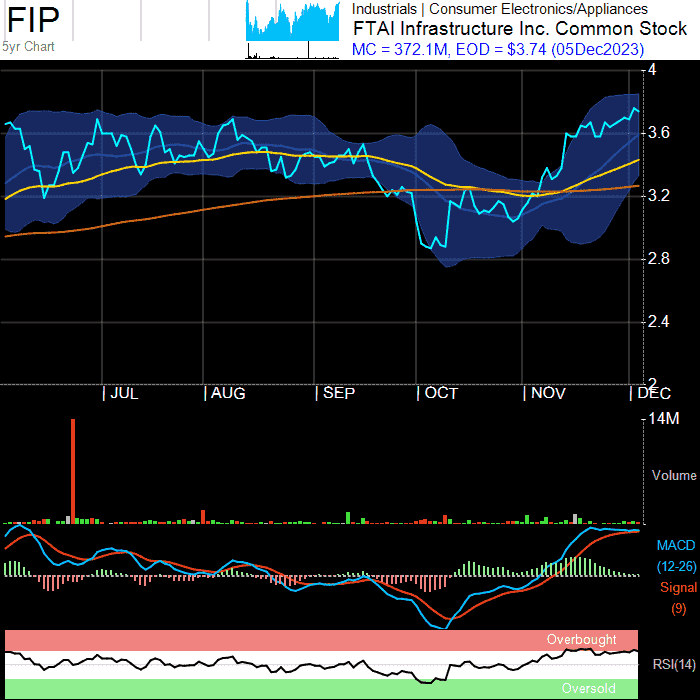 FIP
5yr Chart
Industrials | Consumer Electronics/Appliances
FTAI Infrastructure Inc. Common Stock
MC = 372.1M, EOD = $3.74 (05Dec2023)
4
3.6
3.2
2.8
2.4
2
JUL
AUG
SEP
OCT
NOV
DEC
14M
Volume
MACD
(12-26)
Signal
(9)
Overbought
RSI(14)
Oversold